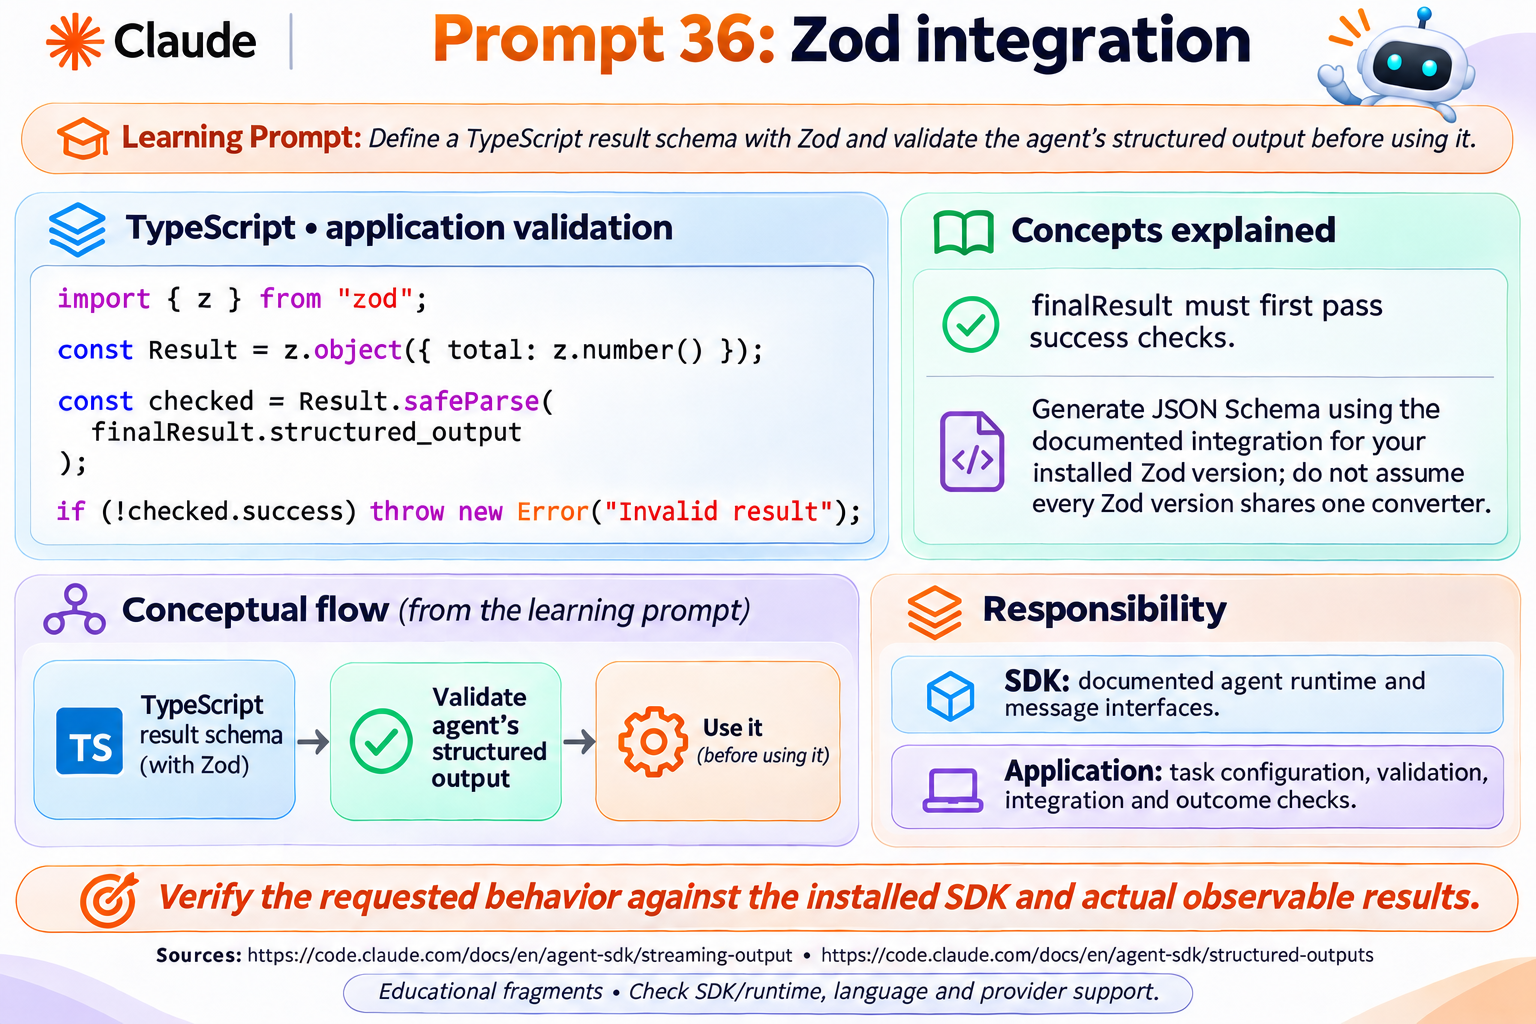 Claude
Prompt 36: Zod integration
Learning Prompt: Define a TypeScript result schema with Zod and validate the agent's structured output before using it.
TypeScript • application validation
import { z } from "zod";
const Result = z.object({ total: z.number() });
const checked = Result.safeParse(
finalResult.structured_output
);
if (!checked.success) throw new Error("Invalid result");
Concepts explained
finalResult must first pass
success checks.
Generate JSON Schema using the
documented integration for your
installed Zod version; do not assume
every Zod version shares one converter.
</>
Conceptual flow (from the learning prompt)
TS
TypeScript
result schema
(with Zod)
Validate
agent's
structured
output
Use it
(before using it)
Responsibility
SDK: documented agent runtime and
message interfaces.
Application: task configuration, validation,
integration and outcome checks.
Verify the requested behavior against the installed SDK and actual observable results.
Sources: https://code.claude.com/docs/en/agent-sdk/streaming-output • https://code.claude.com/docs/en/agent-sdk/structured-outputs
Educational fragments • Check SDK/runtime, language and provider support.